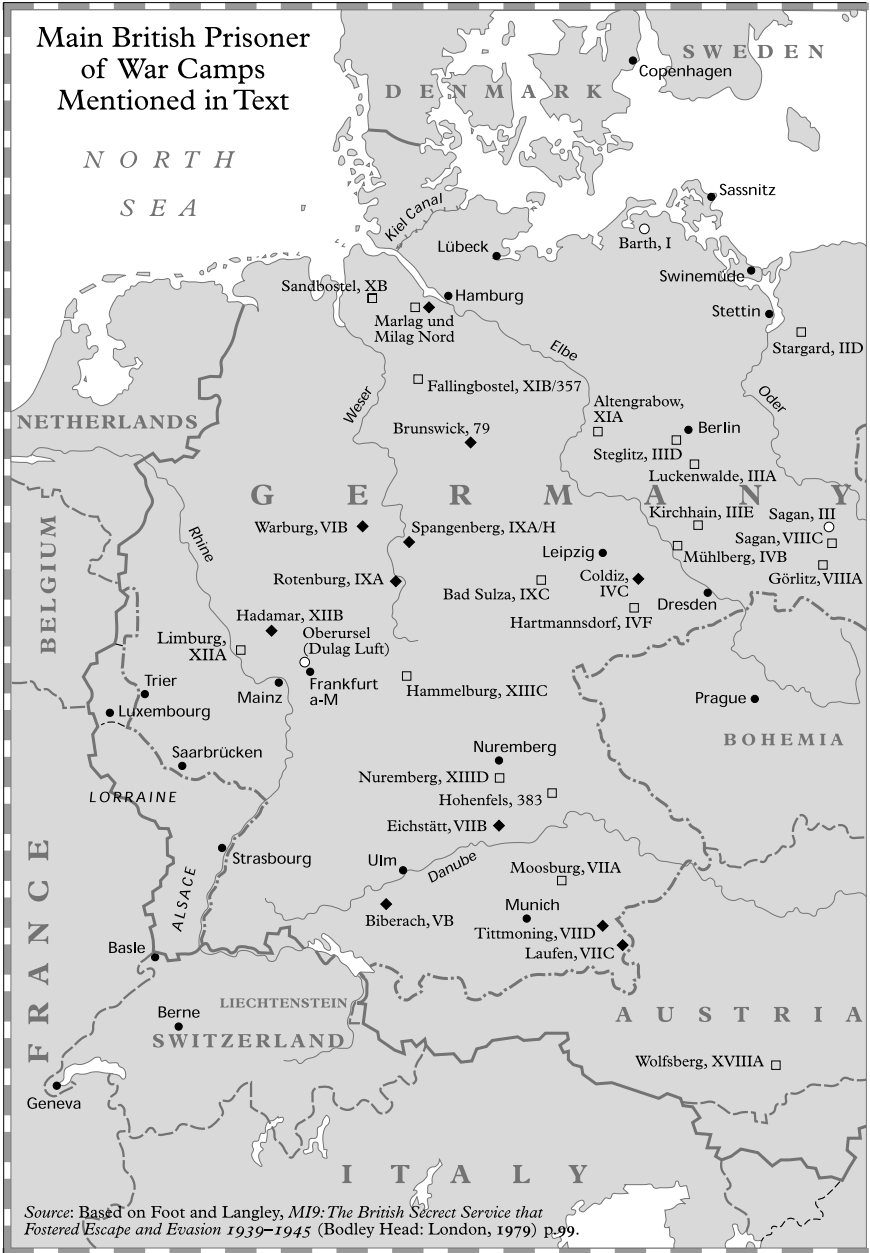 Main British Prisoner
of War Camps
Mentioned in Text
SWEDEN
Copenhagen
DENMARK
NORTH
SEA
Sassnitz
Kiel Canal
Barth, I
Lübeck
Swinemüde
Sandbostel, XB
Hamburg
Stettin
Marlag und
Milag Nord
Stargard, IID
Elbe
Fallingbostel, XIB/357
Weser
Oder
Altengrabow,
XIA
NETHERLANDS
Brunswick, 79
Berlin
Steglitz, IIID
Luckenwalde, IIIA
GERMANY
Kirchhain, IIIE
Sagan, III
Rhine
Warburg, VIB
Spangenberg, IXA/H
Sagan, VIIIC
BELGIUM
Leipzig
Mühlberg, IVB
Görlitz, VIIIA
Rotenburg, IXA
Bad Sulza, IXC
Coldiz,
IVC
Dresden
Hadamar, XIIB
Hartmannsdorf, IVF
Limburg,
XIIA
Oberursel
(Dulag Luft)
Trier
Mainz
Frankfurt
a-M
Hammelburg, XIIIC
Prague
Luxembourg
BOHEMIA
Saarbrücken
Nuremberg
Nuremberg, XIIID
LORRAINE
Hohenfels, 383
Eichstätt, VIIB
FRANCE
Strasbourg
Ulm
Danube
Moosburg, VIIA
ALSACE
Munich
Biberach, VB
Tittmoning, VIID
Basle
Laufen, VIIC
LIECHTENSTEIN
Berne
AUSTRIA
SWITZERLAND
Wolfsberg, XVIIIA
Geneva
ITALY
Source: Based on Foot and Langley, MI9: The British Secrect Service that
Fostered Escape and Evasion 1939–1945 (Bodley Head: London, 1979) p.99.